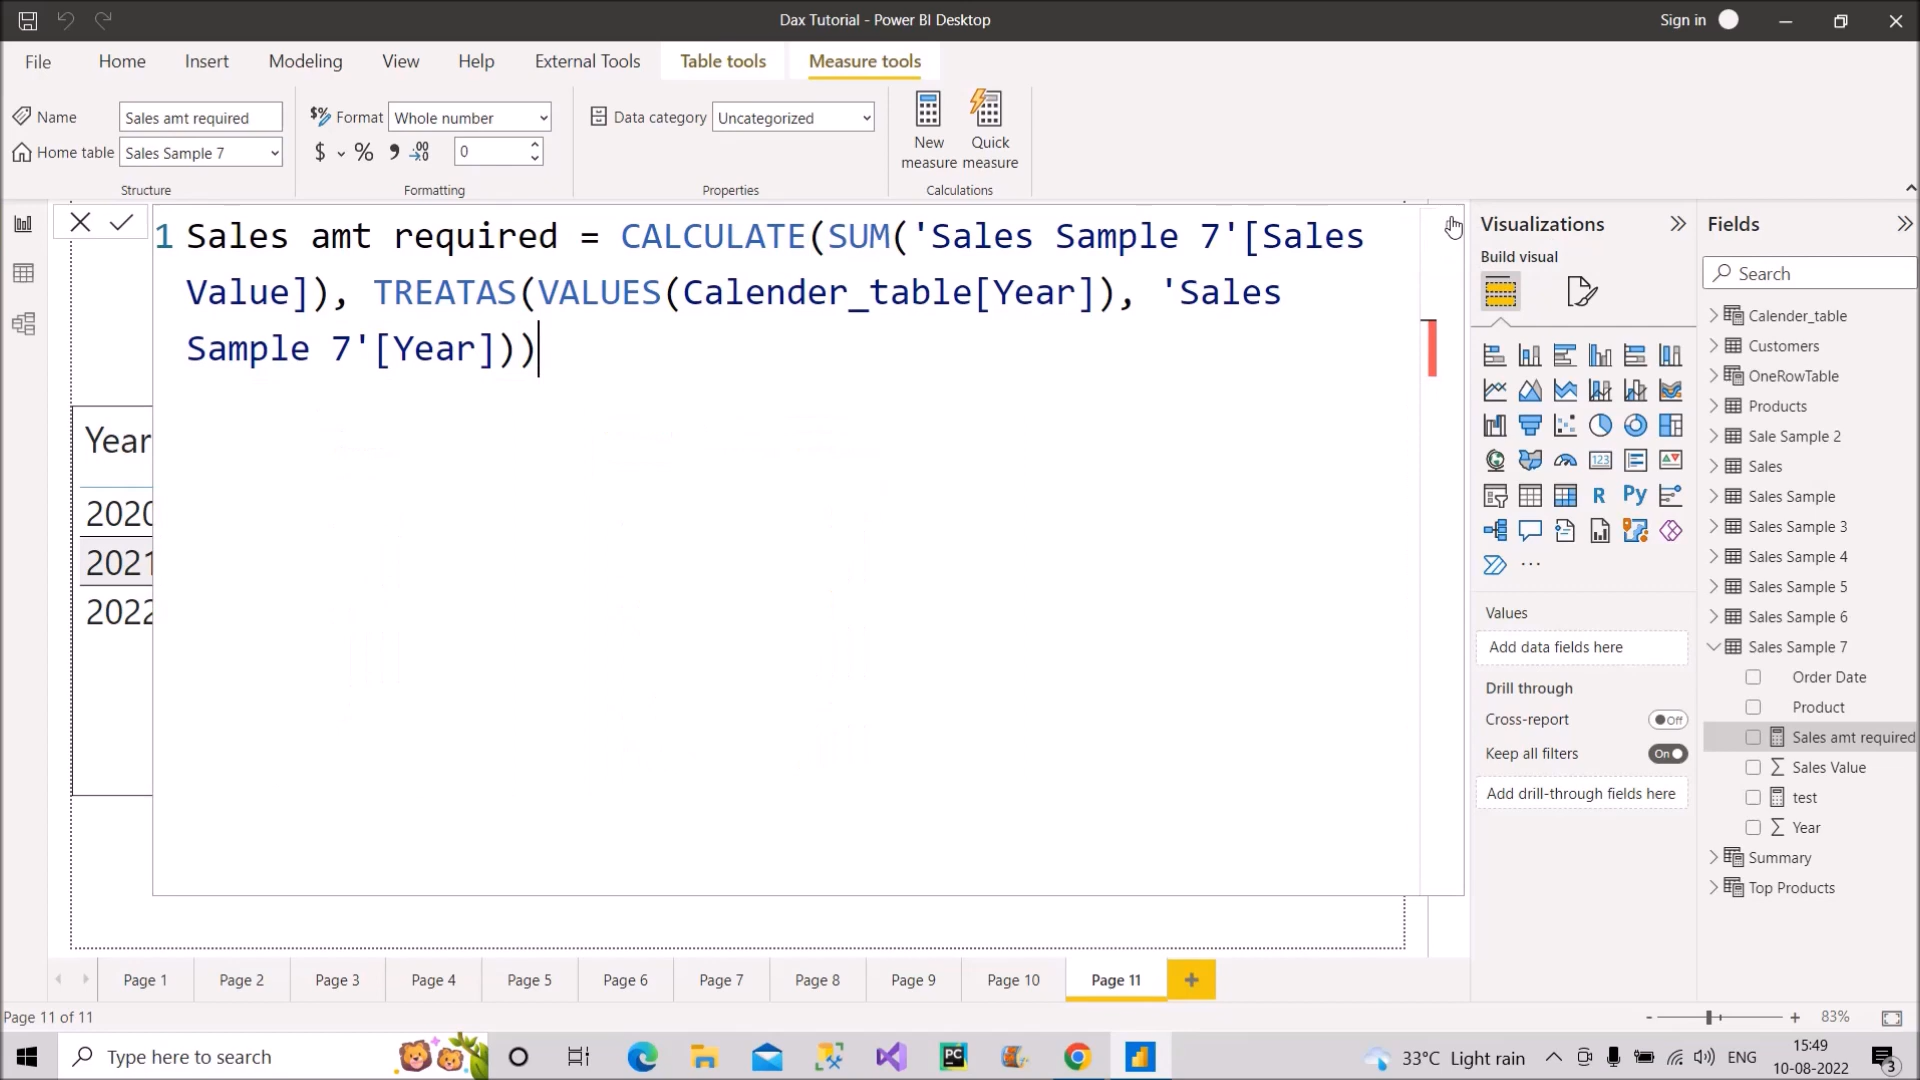 Dax Tutorial - Power BI Desktop
Sign in
File Home Insert Modeling View Help External Tools Table tools Measure tools
Name Sales amt required
Format Whole number
Data category Uncategorized
Home table Sales Sample 7
$ % 0
New measure
Quick measure
Structure
Formatting
Properties
Calculations
1 Sales amt required = CALCULATE(SUM('Sales Sample 7'[Sales
Value]), TREATAS(VALUES(Calender_table[Year]), 'Sales
Sample 7'[Year]))
Year
2020
2021
2022
Visualizations
Build visual
R Py
123
Values
Add data fields here
Drill through
Cross-report Off
Keep all filters On
Add drill-through fields here
Fields
Search
Calender_table
Customers
OneRowTable
Products
Sale Sample 2
Sales
Sales Sample
Sales Sample 3
Sales Sample 4
Sales Sample 5
Sales Sample 6
Sales Sample 7
Order Date
Product
Sales amt required
Sales Value
test
Year
Summary
Top Products
Page 1 Page 2 Page 3 Page 4 Page 5 Page 6 Page 7 Page 8 Page 9 Page 10 Page 11 +
Page 11 of 11
- + 83%
Type here to search
PC
33°C Light rain
ENG
15:49
10-08-2022
3